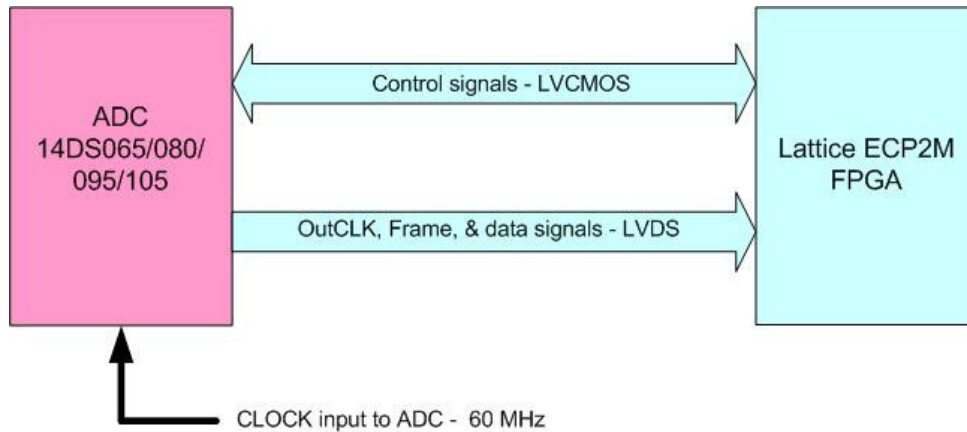 ADC
14DS065/080/
095/105
Control signals - LVCMOS
Lattice ECP2M
FPGA
OutCLK, Frame, & data signals - LVDS
CLOCK input to ADC - 60 MHz